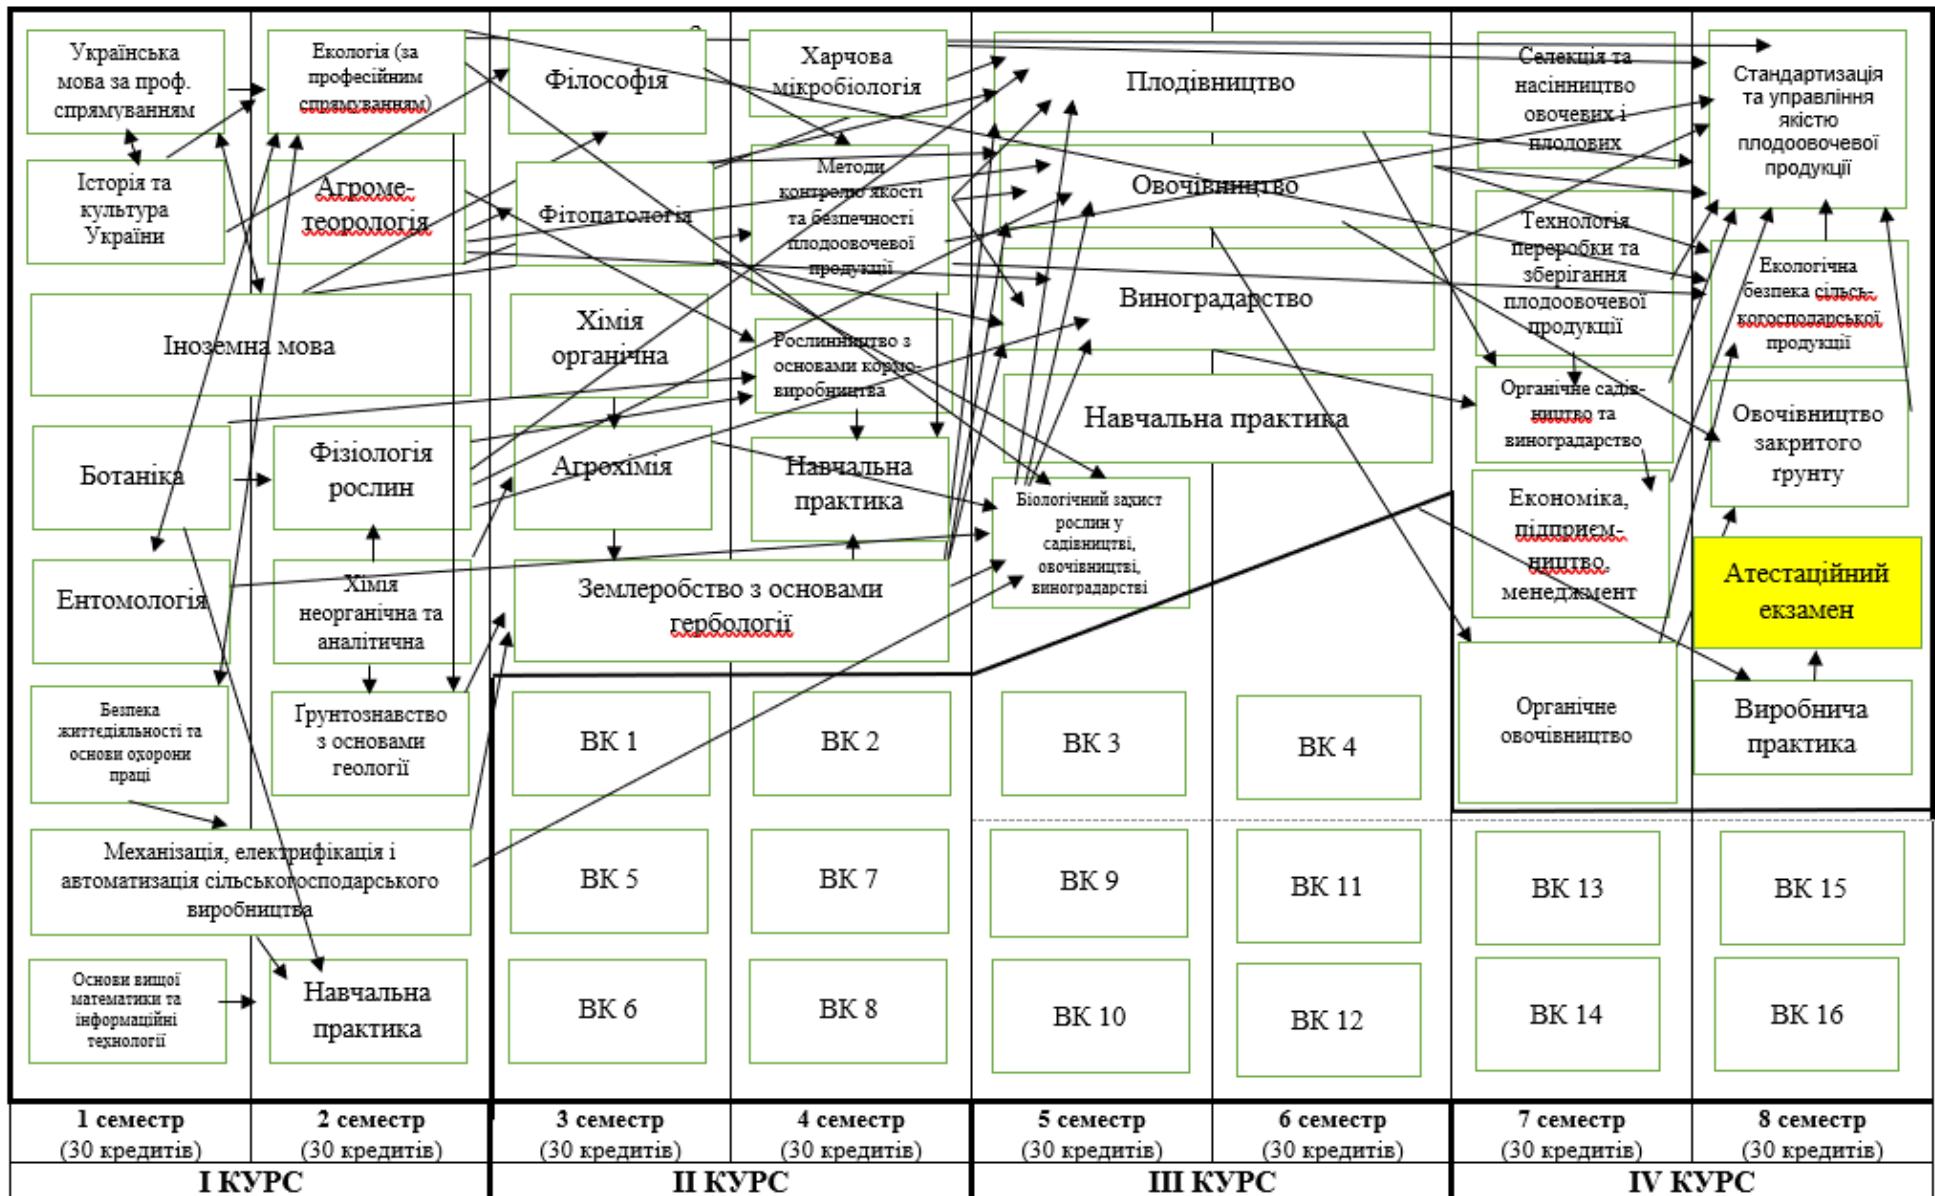 Українська
мова за проф.
спрямуванням
Історія та
культура
України
Іноземна мова
Ботаніка
Ентомологія
Безпека
життєдіяльності та
основи охорони
праці
Механізація, електрифікація і
автоматизація сільськогосподарського
виробництва
Основи вищої
математики та
інформаційні
технології
Екологія (за
професійним
спрямуванням)
Агроме-
теорологія
Фізіологія
рослин
Хімія
неорганічна та
аналітична
Ґрунтознавство
з основами
геології
Навчальна
практика
Філософія
Фітопатологія
Хімія
органічна
Агрохімія
Землеробство з основами
гербології
ВК 1
ВК 5
ВК 6
Харчова
мікробіологія
Методи
контролю якості
та безпечності
плодоовочевої
продукції
Рослинництво з
основами кормо-
виробництва
Навчальна
практика
ВК 2
ВК 7
ВК 8
Плодівництво
Овочівництво
Виноградарство
Навчальна практика
Біологічний захист
рослин у
садівництві,
овочівництві,
виноградарстві
ВК 3
ВК 9
ВК 10
ВК 4
ВК 11
ВК 12
Селекція та
насінництво
овочевих і
плодових
Технологія
переробки та
зберігання
плодоовочевої
продукції
Органічне садів-
ництво та
виноградарство
Економіка,
підприєм-
ництво,
менеджмент
Органічне
овочівництво
ВК 13
ВК 14
Стандартизація
та управління
якістю
плодоовочевої
продукції
Екологічна
безпека сільсь-
когосподарської
продукції
Овочівництво
закритого
ґрунту
Атестаційний
екзамен
Виробнича
практика
ВК 15
ВК 16
1 семестр
(30 кредитів)
2 семестр
(30 кредитів)
3 семестр
(30 кредитів)
4 семестр
(30 кредитів)
5 семестр
(30 кредитів)
6 семестр
(30 кредитів)
7 семестр
(30 кредитів)
8 семестр
(30 кредитів)
І КУРС
ІІ КУРС
ІІІ КУРС
IV КУРС